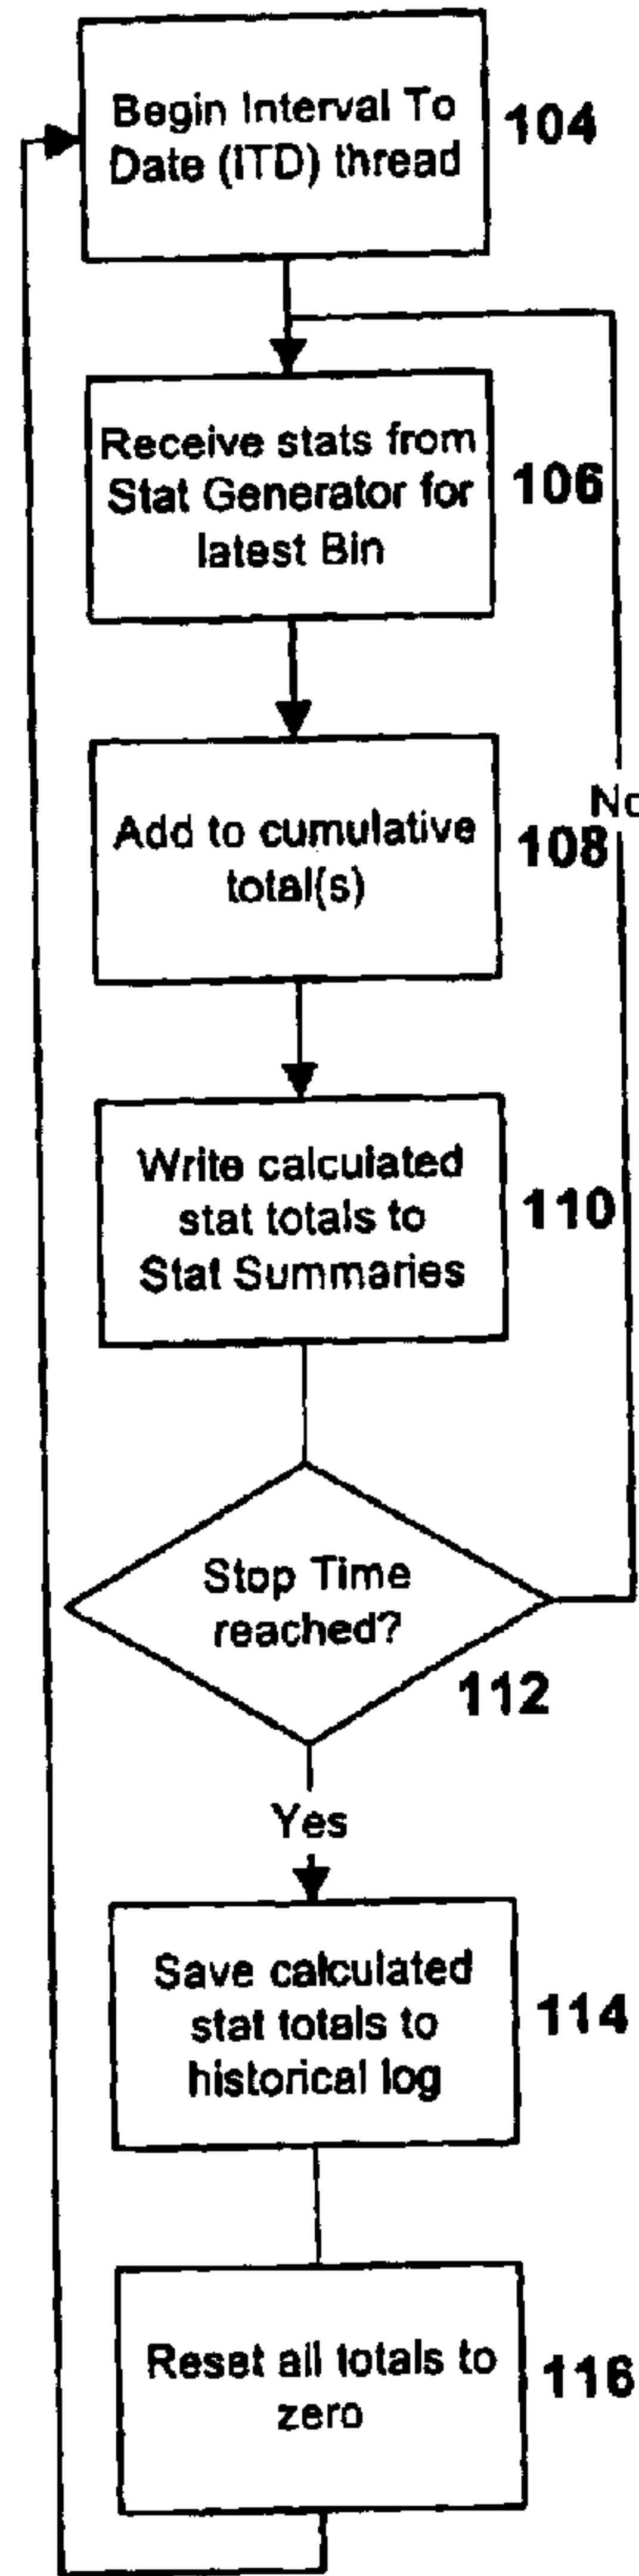 Begin Interval To
Date (ITD) thread
104
Receive stats from
Stat Generator for
latest Bin
106
Add to cumulative
total(s)
108
No
Write calculated
stat totals to
Stat Summaries
110
Stop Time
reached?
112
Yes
Save calculated
stat totals to
historical log
114
Reset all totals to
zero
116